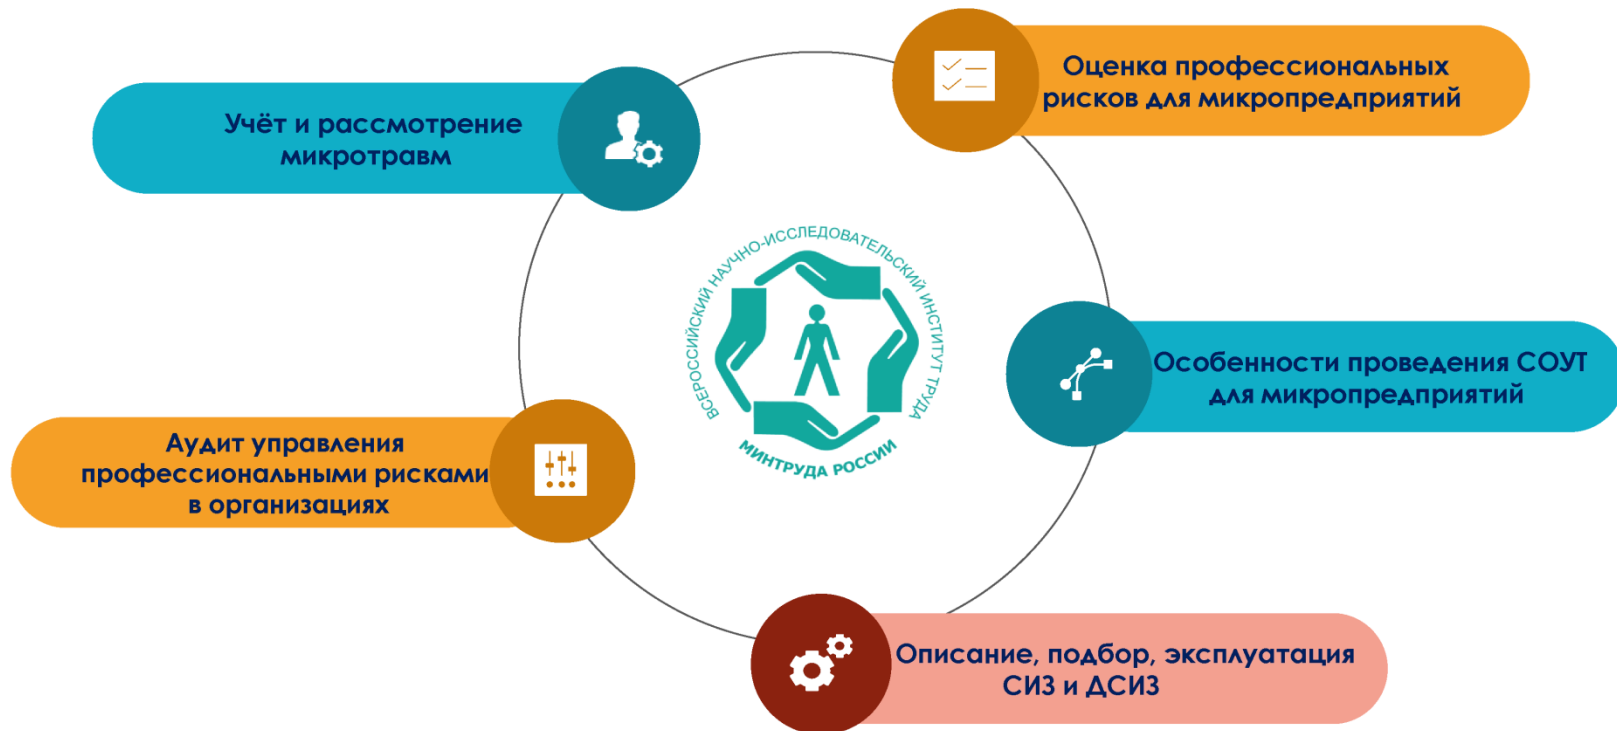 Оценка профессиональных
рисков для микропредприятий
Учёт и рассмотрение
микротравм
ВСЕРОССИЙСКИЙ НАУЧНО-ИССЛЕДОВАТЕЛЬСКИЙ ИНСТИТУТ ТРУДА
МИНТРУДА РОССИИ
Особенности проведения СОУТ
для микропредприятий
Аудит управления
профессиональными рисками
в организациях
Описание, подбор, эксплуатация
СИЗ и ДСИЗ